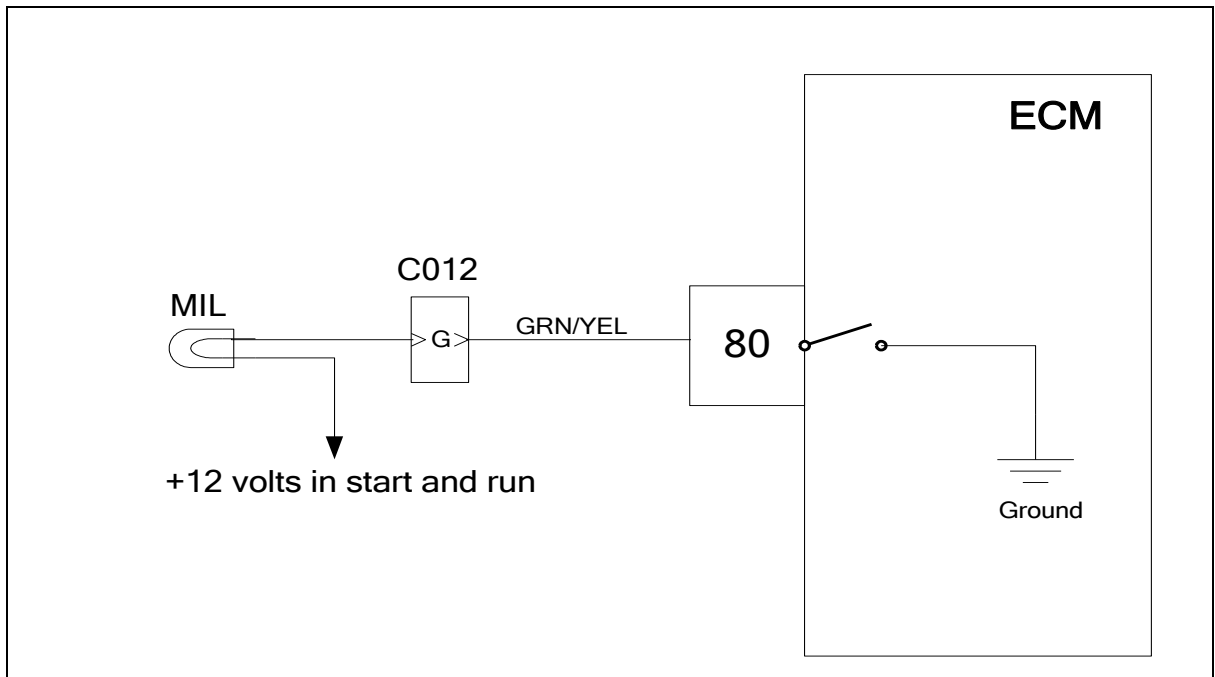 ECM
C012
MIL
>G>
GRN/YEL
80
+12 volts in start and run
Ground